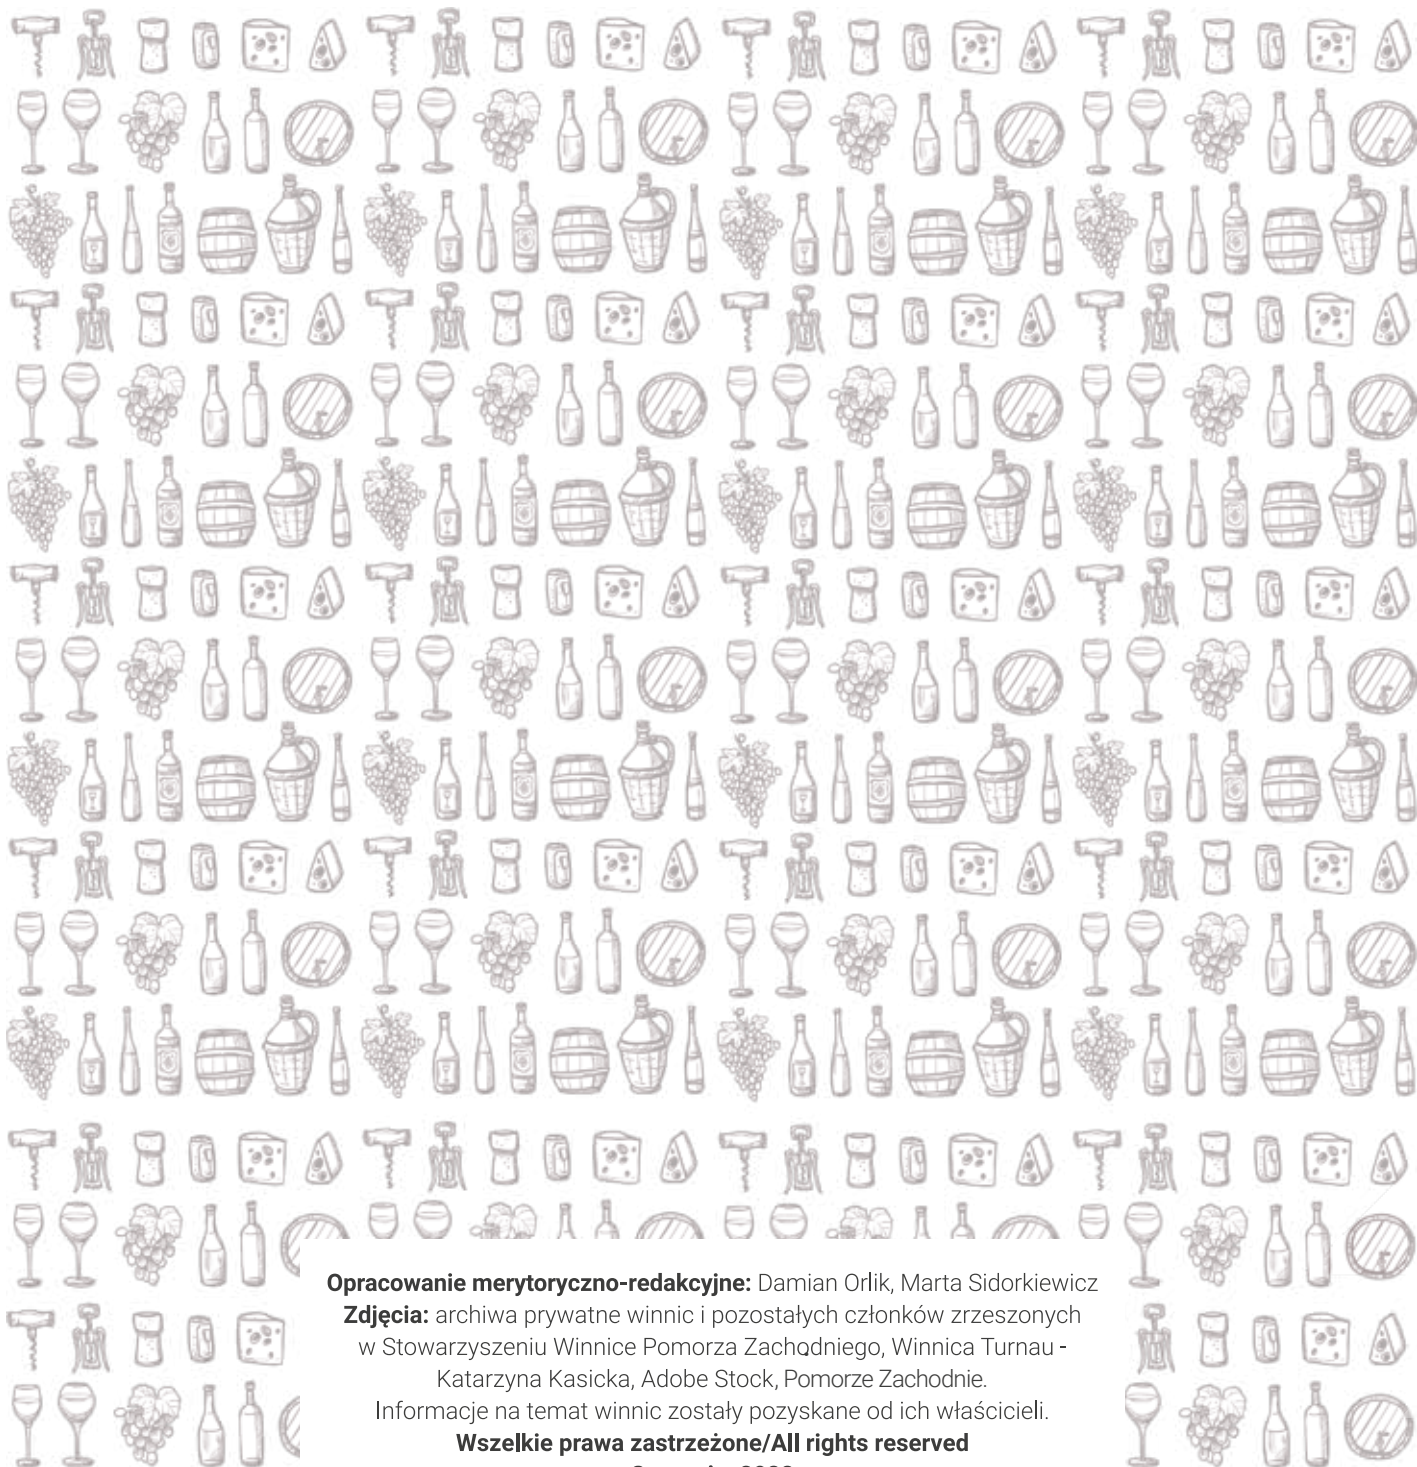 Opracowanie merytoryczno-redakcyjne: Damian Orlik, Marta Sidorkiewicz
Zdjęcia: archiwa prywatne winnic i pozostałych członków zrzeszonych
w Stowarzyszeniu Winnice Pomorza Zachodniego, Winnica Turnau -
Katarzyna Kasicka, Adobe Stock, Pomorze Zachodnie.
Informacje na temat winnic zostały pozyskane od ich właścicieli.
Wszelkie prawa zastrzeżone/All rights reserved